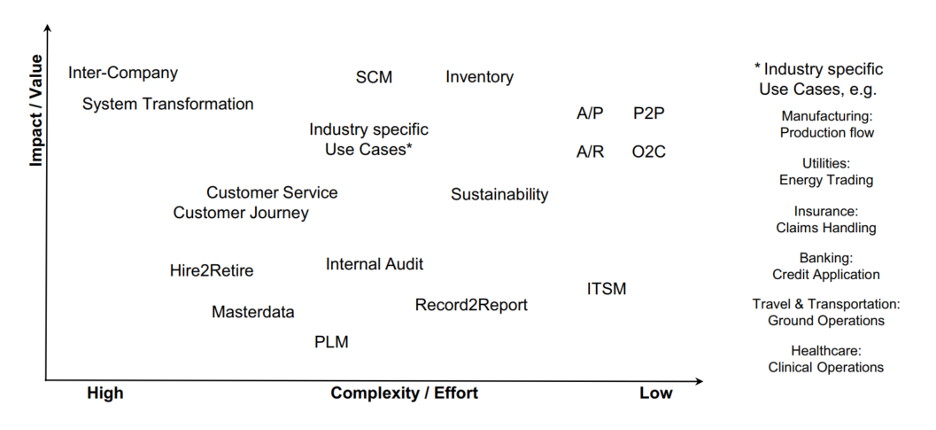 Impact / Value
Inter-Company
System Transformation
SCM
Inventory
Industry specific
Use Cases*
A/P
P2P
A/R
O2C
Customer Service
Customer Journey
Sustainability
Hire2Retire
Internal Audit
ITSM
Masterdata
Record2Report
PLM
High
Complexity / Effort
Low
* Industry specific
Use Cases, e.g.
Manufacturing:
Production flow
Utilities:
Energy Trading
Insurance:
Claims Handling
Banking:
Credit Application
Travel & Transportation:
Ground Operations
Healthcare:
Clinical Operations